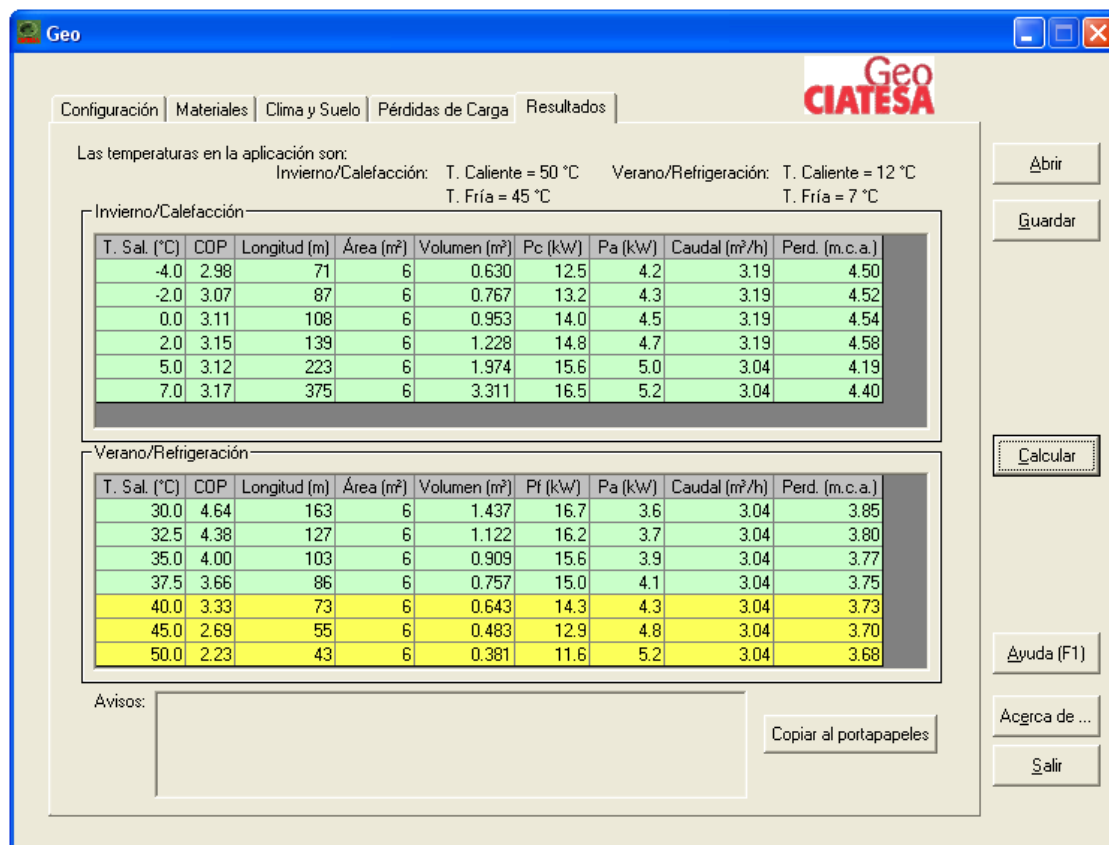 Geo
Geo
CIATESA
Configuración Materiales Clima y Suelo Pérdidas de Carga Resultados
Las temperaturas en la aplicación son:
Invierno/Calefacción: T. Caliente = 50 °C Verano/Refrigeración: T. Caliente = 12 °C
T. Fría = 45 °C T. Fría = 7 °C
Invierno/Calefacción
T. Sal. (°C) COP Longitud (m) Área (m²) Volumen (m³) Pc (kW) Pa (kW) Caudal (m³/h) Perd. (m.c.a.)
-4.0 2.98 71 6 0.630 12.5 4.2 3.19 4.50
-2.0 3.07 87 6 0.767 13.2 4.3 3.19 4.52
0.0 3.11 108 6 0.953 14.0 4.5 3.19 4.54
2.0 3.15 139 6 1.228 14.8 4.7 3.19 4.58
5.0 3.12 223 6 1.974 15.6 5.0 3.04 4.19
7.0 3.17 375 6 3.311 16.5 5.2 3.04 4.40
Verano/Refrigeración
T. Sal. (°C) COP Longitud (m) Área (m²) Volumen (m³) Pf (kW) Pa (kW) Caudal (m³/h) Perd. (m.c.a.)
30.0 4.64 163 6 1.437 16.7 3.6 3.04 3.85
32.5 4.38 127 6 1.122 16.2 3.7 3.04 3.80
35.0 4.00 103 6 0.909 15.6 3.9 3.04 3.77
37.5 3.66 86 6 0.757 15.0 4.1 3.04 3.75
40.0 3.33 73 6 0.643 14.3 4.3 3.04 3.73
45.0 2.69 55 6 0.483 12.9 4.8 3.04 3.70
50.0 2.23 43 6 0.381 11.6 5.2 3.04 3.68
Avisos:
Copiar al portapapeles
Abrir
Guardar
Calcular
Ayuda (F1)
Acerca de ...
Salir